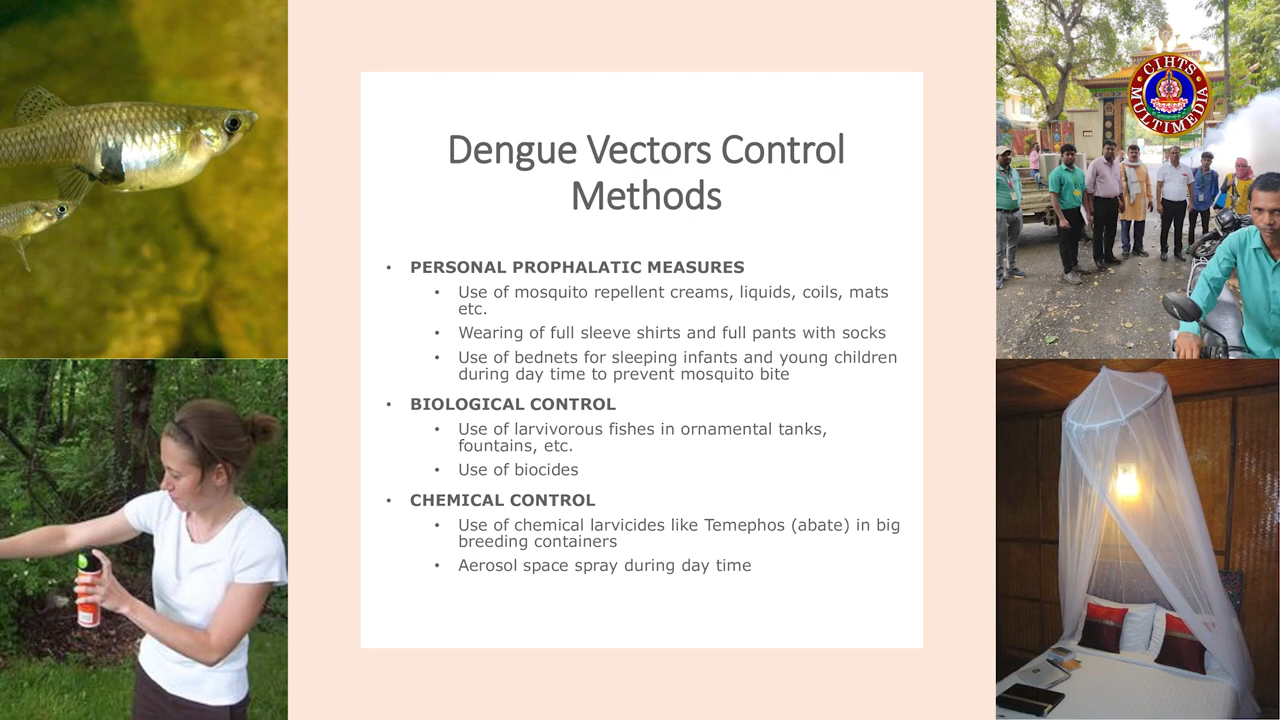 CIHTS
MULTIMEDIA
Dengue Vectors Control
Methods
• PERSONAL PROPHALATIC MEASURES
• Use of mosquito repellent creams, liquids, coils, mats
etc.
• Wearing of full sleeve shirts and full pants with socks
• Use of bednets for sleeping infants and young children
during day time to prevent mosquito bite
• BIOLOGICAL CONTROL
• Use of larvivorous fishes in ornamental tanks,
fountains, etc.
• Use of biocides
• CHEMICAL CONTROL
• Use of chemical larvicides like Temephos (abate) in big
breeding containers
• Aerosol space spray during day time